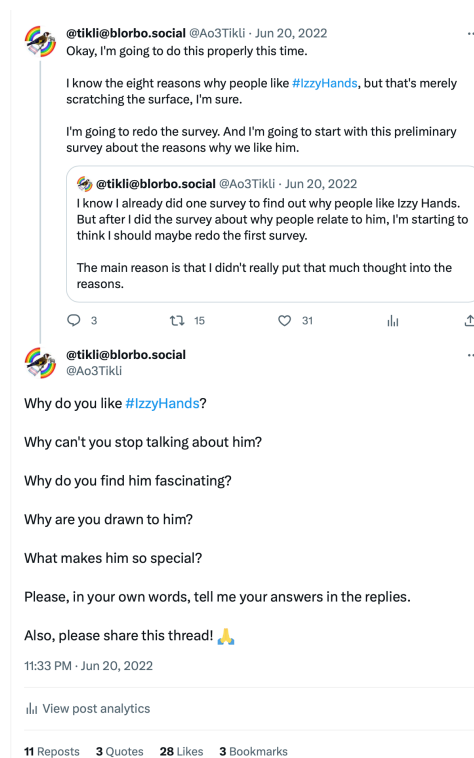 @tikli@blorbo.social @Ao3Tikli · Jun 20, 2022
Okay, I'm going to do this properly this time.
I know the eight reasons why people like #IzzyHands, but that's merely
scratching the surface, I'm sure.
I'm going to redo the survey. And I'm going to start with this preliminary
survey about the reasons why we like him.
@tikli@blorbo.social @Ao3Tikli · Jun 20, 2022
I know I already did one survey to find out why people like Izzy Hands.
But after I did the survey about why people relate to him, I'm starting to
think I should maybe redo the first survey.
The main reason is that I didn't really put that much thought into the
reasons.
3 15 31
@tikli@blorbo.social
@Ao3Tikli
Why do you like #IzzyHands?
Why can't you stop talking about him?
Why do you find him fascinating?
Why are you drawn to him?
What makes him so special?
Please, in your own words, tell me your answers in the replies.
Also, please share this thread! 🙏
11:33 PM · Jun 20, 2022
View post analytics
11 Reposts 3 Quotes 28 Likes 3 Bookmarks